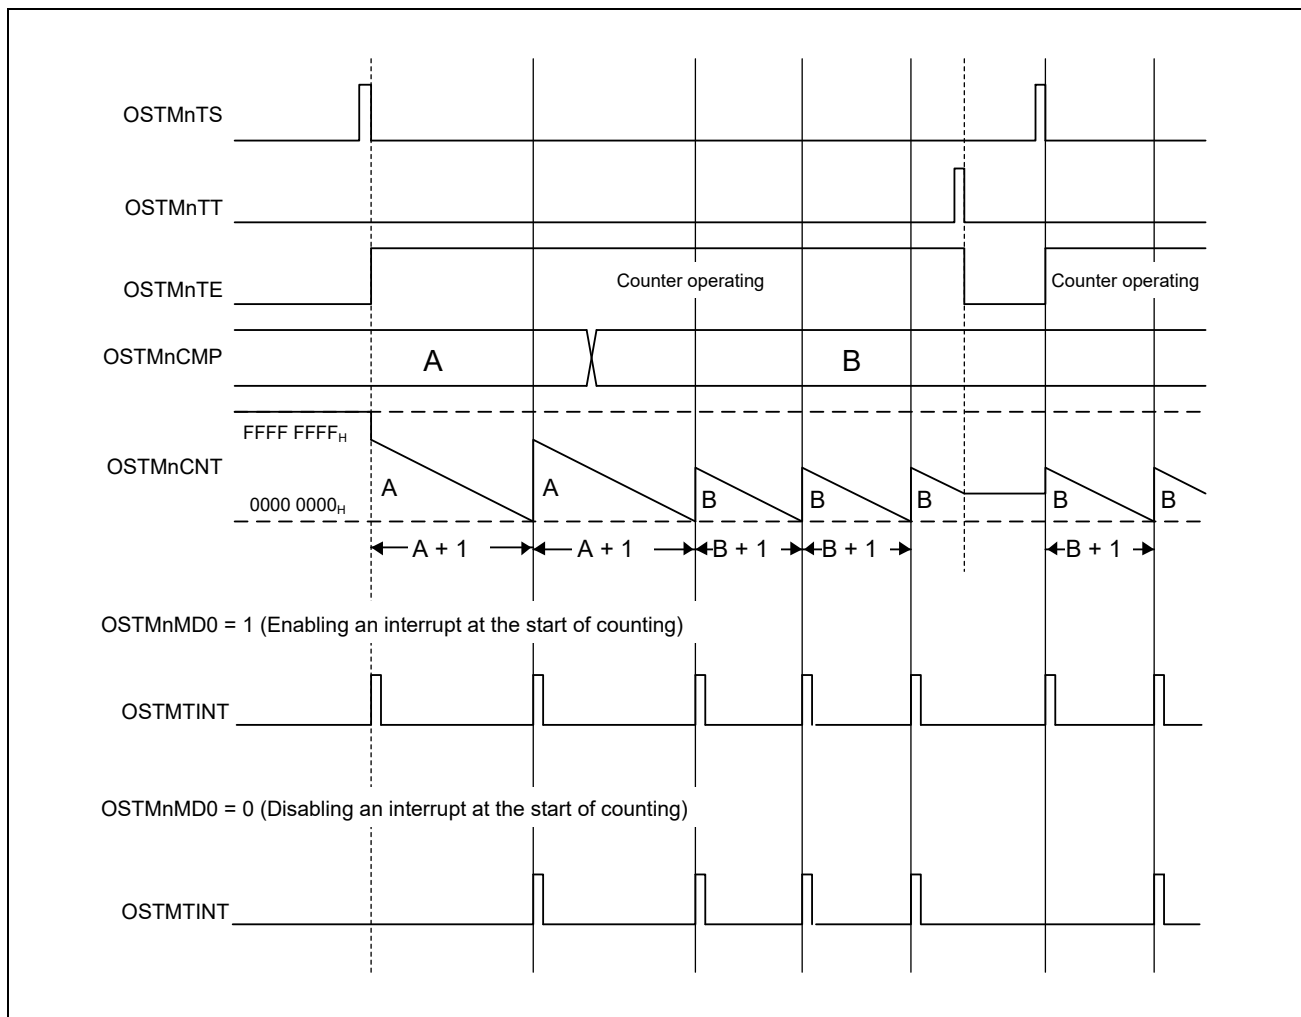 OSTMnTS
OSTMnTT
OSTMnTE
Counter operating
Counter operating
OSTMnCMP
A
B
OSTMnCNT
FFFF FFFFH
0000 0000H
A
A
B
B
B
B
B
A + 1
A + 1
B + 1
B + 1
B + 1
OSTMnMD0 = 1 (Enabling an interrupt at the start of counting)
OSTMTINT
OSTMnMD0 = 0 (Disabling an interrupt at the start of counting)
OSTMTINT